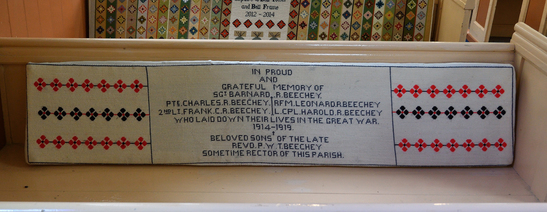 and Bell Frame
2012 - 2014
IN PROUD
AND
GRATEFUL MEMORY OF
SGT BARNARD. R. BEECHEY.
PTE. CHARLES. R. BEECHEY. RFM. LEONARD. R. BEECHEY
2ND LT. FRANK. C. R. BEECHEY. L. CPL. HAROLD. R. BEECHEY
WHO LAID DOWN THEIR LIVES IN THE GREAT WAR.
1914-1919.
BELOVED SONS OF THE LATE
REVD. P. W. T. BEECHEY
SOMETIME RECTOR OF THIS PARISH.